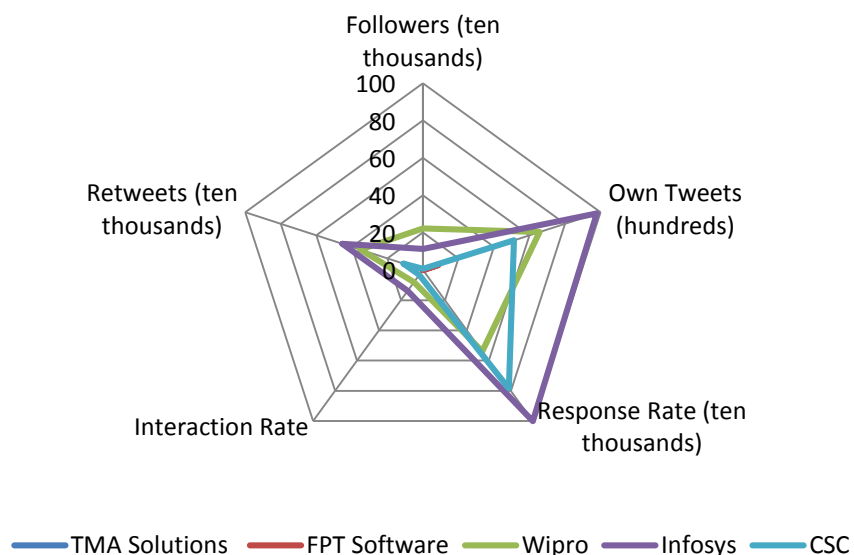 Followers (ten
thousands)
100
80
60
40
20
0
Own Tweets
(hundreds)
Response Rate (ten
thousands)
Interaction Rate
Retweets (ten
thousands)
TMA Solutions
FPT Software
Wipro
Infosys
CSC